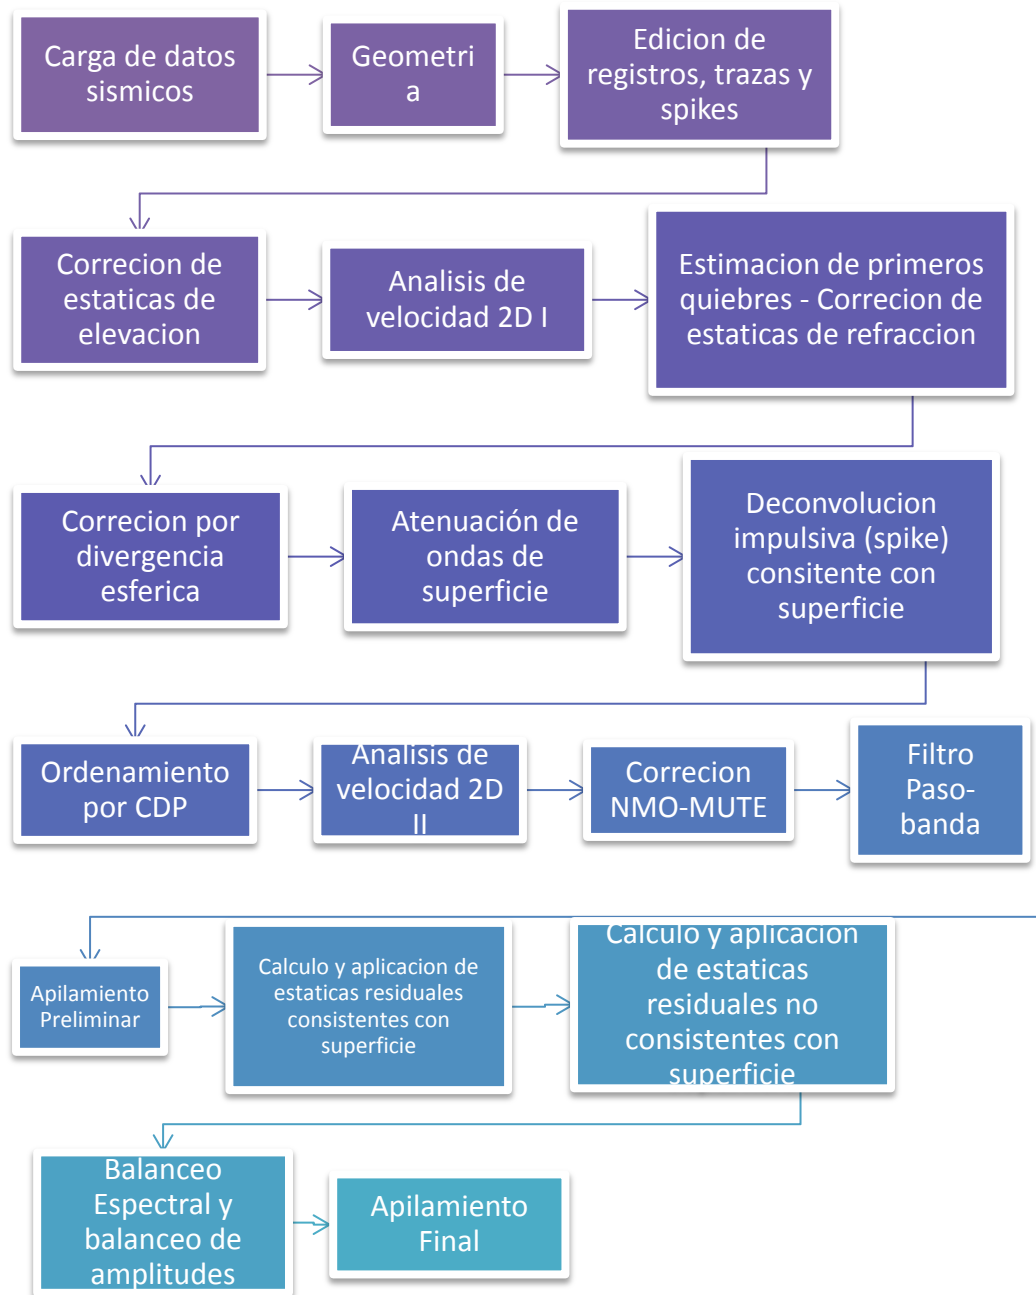 Carga de datos
sismicos
Geometri
a
Edicion de
registros, trazas y
spikes
Correcion de
estaticas de
elevacion
Analisis de
velocidad 2D I
Estimacion de primeros
quiebres - Correcion de
estaticas de refraccion
Correcion por
divergencia
esferica
Atenuación de
ondas de
superficie
Deconvolucion
impulsiva (spike)
consitente con
superficie
Ordenamiento
por CDP
Analisis de
velocidad 2D
II
Correcion
NMO-MUTE
Filtro
Paso-
banda
Apilamiento
Preliminar
Calculo y aplicacion de
estaticas residuales
consistentes con
superficie
Calculo y aplicacion
de estaticas
residuales no
consistentes con
superficie
Balanceo
Espectral y
balanceo de
amplitudes
Apilamiento
Final